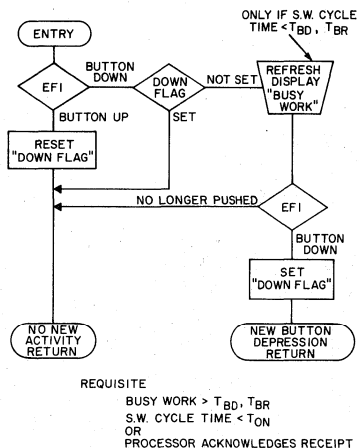 ONLY IF S.W. CYCLE
TIME < TBD, TBR
ENTRY
BUTTON
DOWN
EFI
DOWN
FLAG
NOT SET
REFRESH
DISPLAY
"BUSY
WORK"
BUTTON UP
SET
RESET
"DOWN FLAG"
NO LONGER PUSHED
EFI
BUTTON
DOWN
SET
"DOWN FLAG"
NO NEW
ACTIVITY
RETURN
NEW BUTTON
DEPRESSION
RETURN
REQUISITE
BUSY WORK > TBD, TBR
S.W. CYCLE TIME < TON
OR
PROCESSOR ACKNOWLEDGES RECEIPT